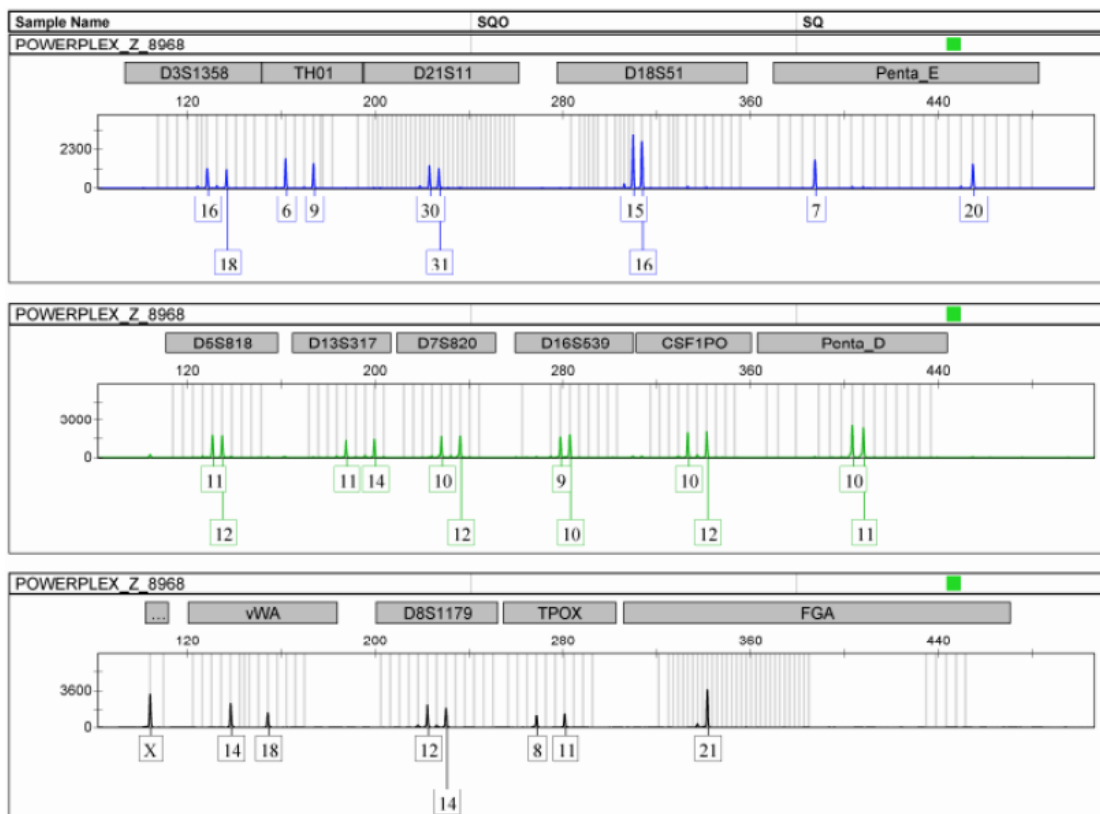 Sample Name SQO SQ
POWERPLEX_Z_8968
D3S1358 TH01 D21S11 D18S51 Penta_E
120 200 280 360 440
2300
0
16 6 9 30 15 7 20
18 31 16
POWERPLEX_Z_8968
D5S818 D13S317 D7S820 D16S539 CSF1PO Penta_D
120 200 280 360 440
3000
0
11 11 14 10 9 10 10
12 12 10 12 11
POWERPLEX_Z_8968
... vWA D8S1179 TPOX FGA
120 200 280 360 440
3600
0
X 14 18 12 8 11 21
14